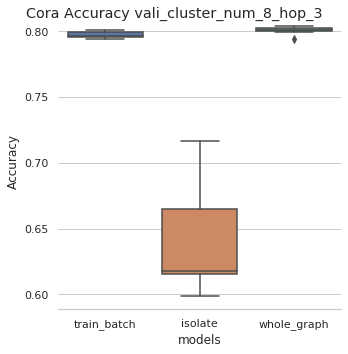 Cora Accuracy vali_cluster_num_8_hop_3
0.80
0.75
0.70
0.65
0.60
Accuracy
train_batch isolate whole_graph
models